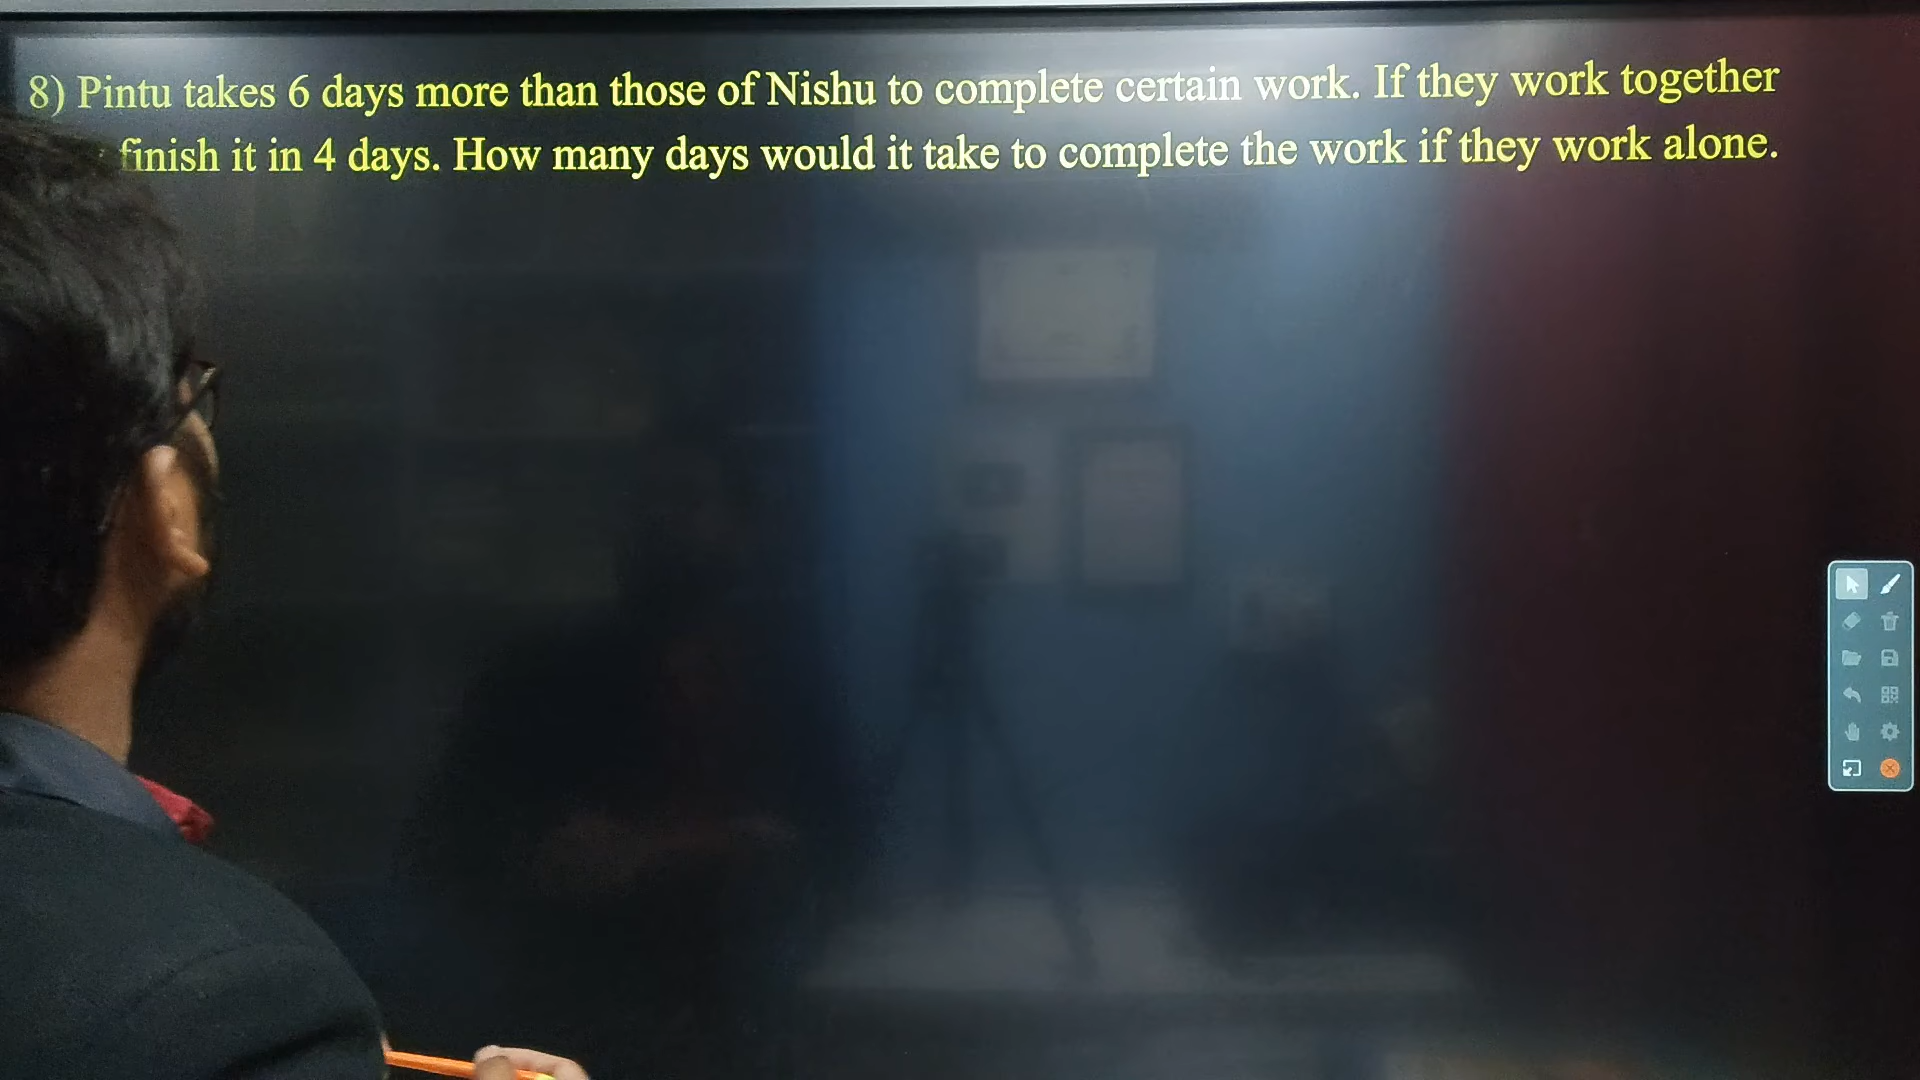 8) Pintu takes 6 days more than those of Nishu to complete certain work. If they work together
finish it in 4 days. How many days would it take to complete the work if they work alone.